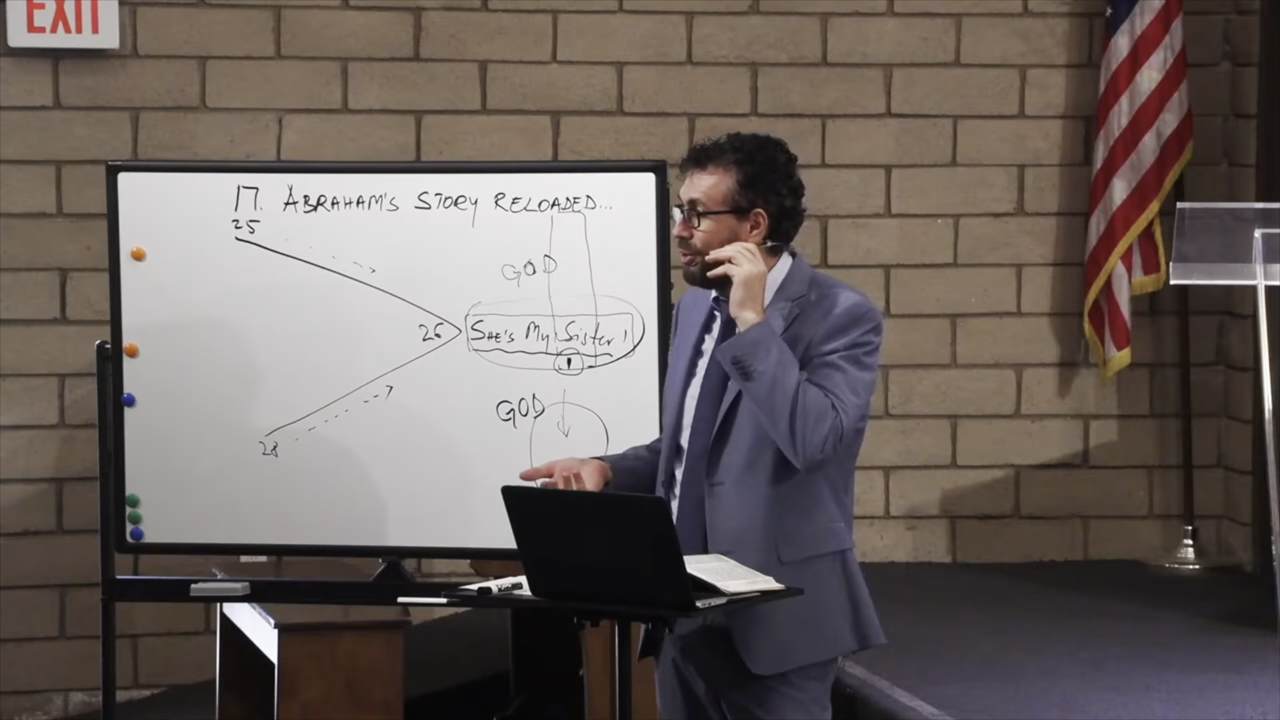 EXIT
17. ABRAHAM'S STORY RELOADED...
25
GOD
26 SHE'S My Sister!
!
GOD
28